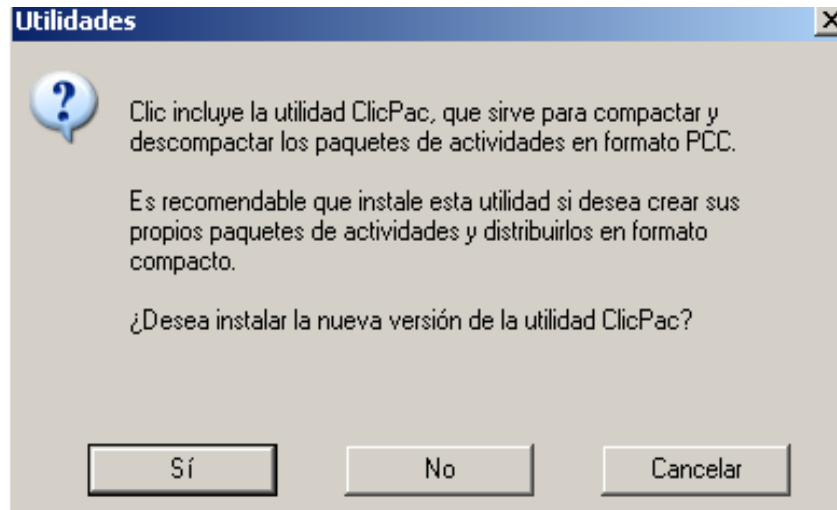 Utilidades
Clic incluye la utilidad ClicPac, que sirve para compactar y
descompactar los paquetes de actividades en formato PCC.
Es recomendable que instale esta utilidad si desea crear sus
propios paquetes de actividades y distribuirlos en formato
compacto.
¿Desea instalar la nueva versión de la utilidad ClicPac?
Sí No Cancelar